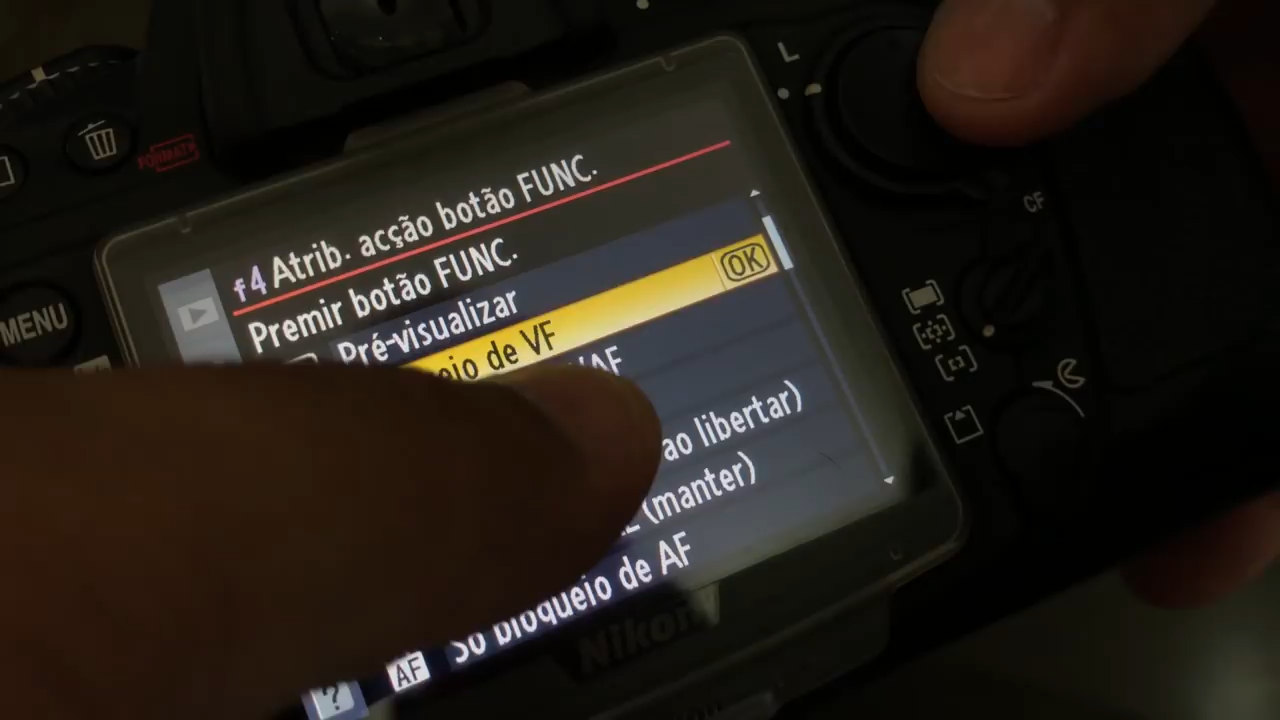 L
FORMAT
f4 Atrib. acção botão FUNC.
Premir botão FUNC.
Pré-visualizar
de VF
OK
ao libertar)
(manter)
AF Só bloqueio de AF
?
MENU
CF
Nikon